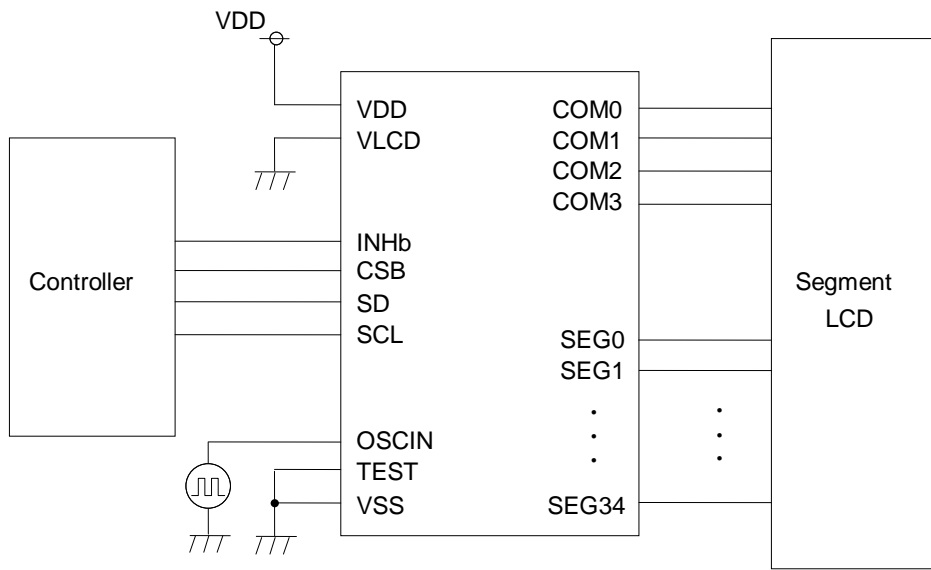 VDD
VDD
VLCD
INHb
CSB
SD
SCL
OSCIN
TEST
VSS
COM0
COM1
COM2
COM3
SEG0
SEG1
SEG34
Controller
Segment
LCD